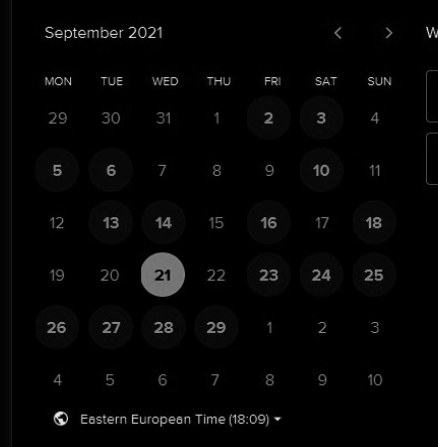 September 2021
W
MON TUE WED THU FRI SAT SUN
29 30 31 1 2 3 4
5 6 7 8 9 10 11
12 13 14 15 16 17 18
19 20 21 22 23 24 25
26 27 28 29 1 2 3
4 5 6 7 8 9 10
Eastern European Time (18:09)